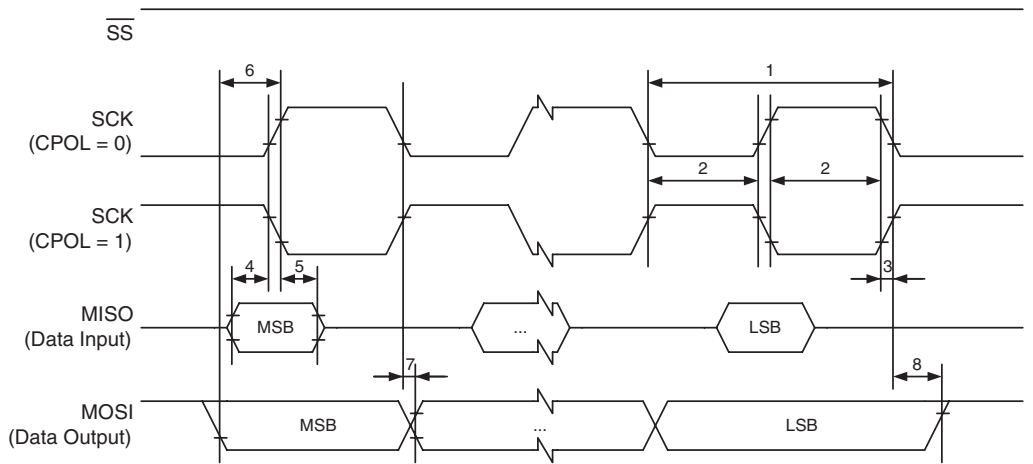 SS
6
1
SCK
(CPOL = 0)
2
2
SCK
(CPOL = 1)
4
5
3
MISO
(Data Input)
MSB
...
LSB
7
8
MOSI
(Data Output)
MSB
...
LSB